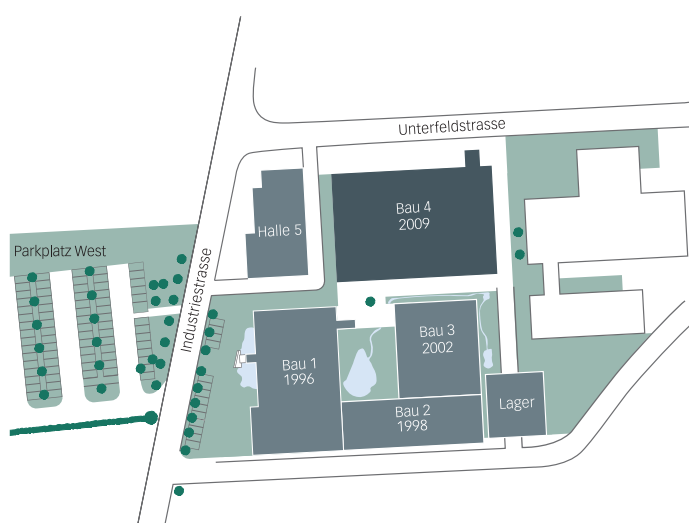 Unterfeldstrasse
Bau 4
2009
Halle 5
Parkplatz West
Industriestrasse
Bau 3
2002
Bau 1
1996
Bau 2
1998
Lager